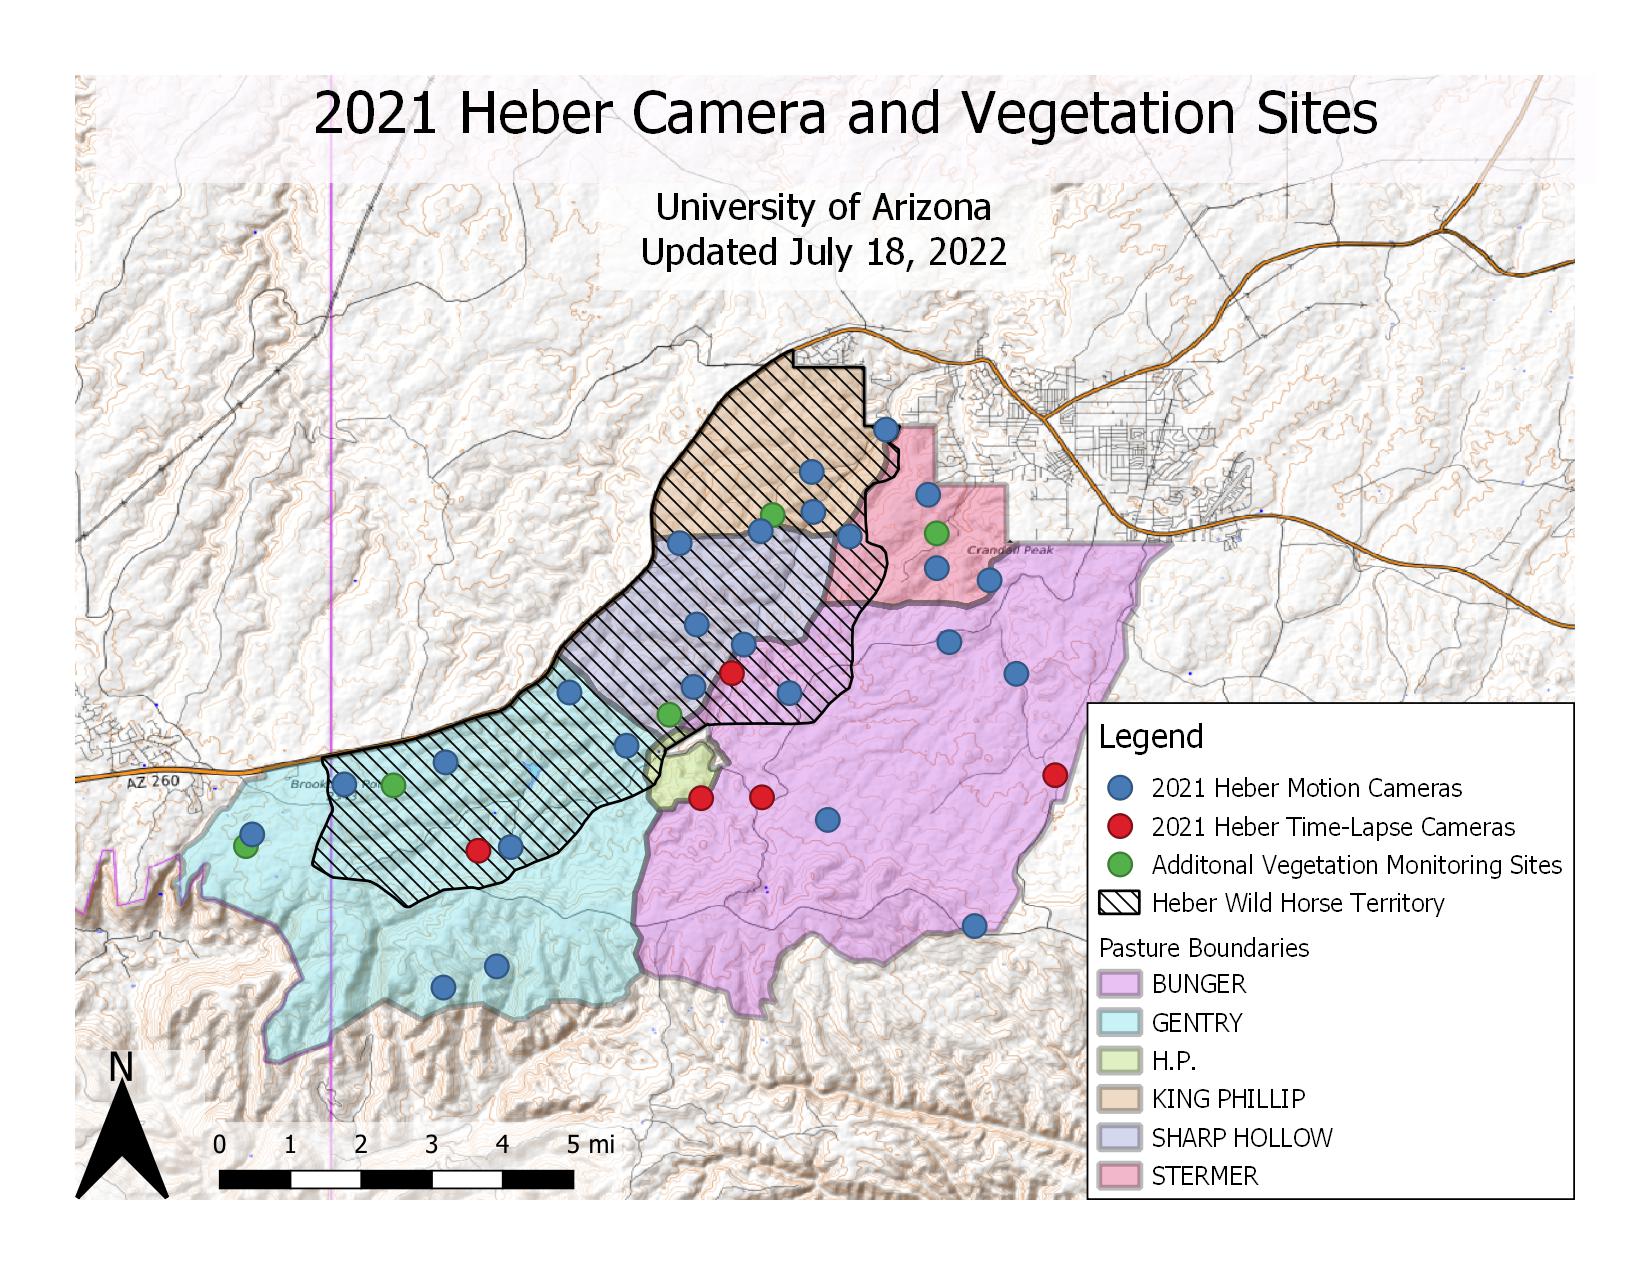 2021 Heber Camera and Vegetation Sites
University of Arizona
Updated July 18, 2022
Crandall Peak
AZ 260
Legend
2021 Heber Motion Cameras
2021 Heber Time-Lapse Cameras
Additonal Vegetation Monitoring Sites
Heber Wild Horse Territory
Pasture Boundaries
BUNGER
GENTRY
H.P.
KING PHILLIP
SHARP HOLLOW
STERMER
N
0 1 2 3 4 5 mi